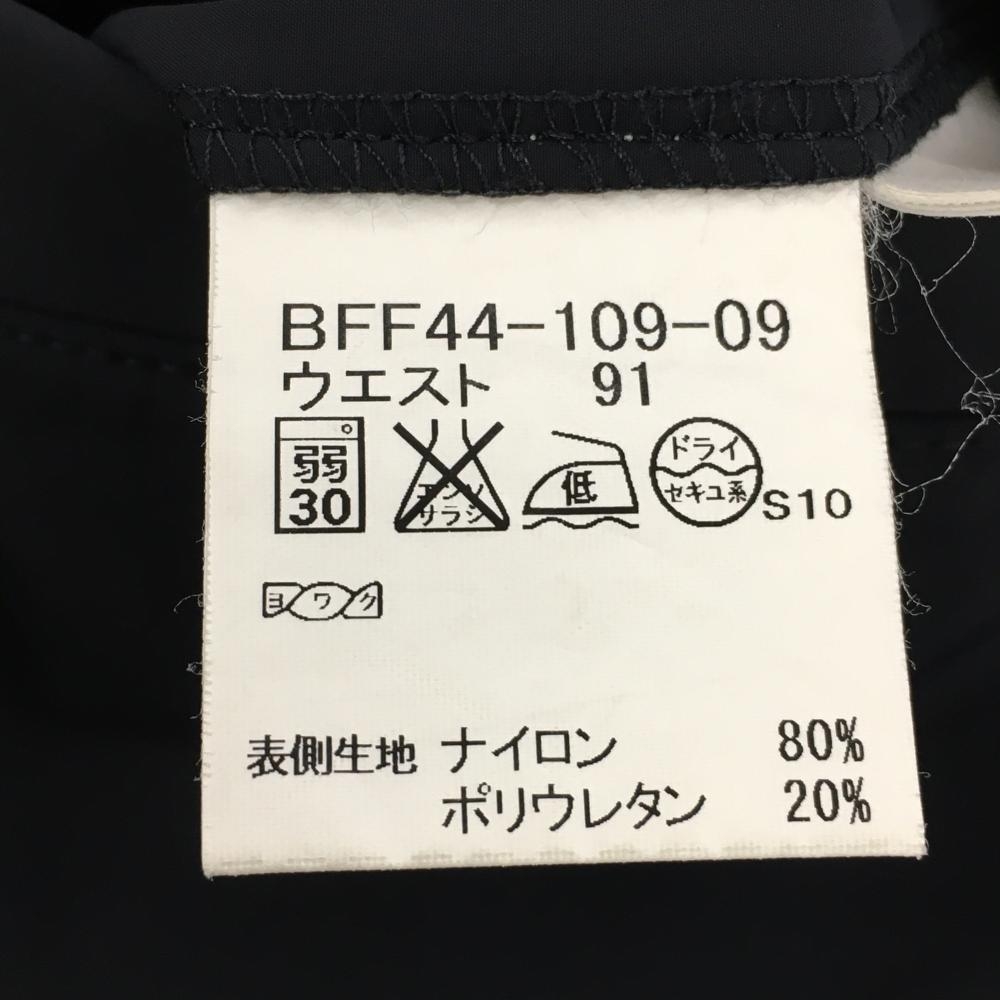 BFF44-109-09
ウエスト 91
弱
30
エンソ
サラシ
低
ドライ
セキユ系
S10
ヨワク
表側生地 ナイロン 80%
ポリウレタン 20%